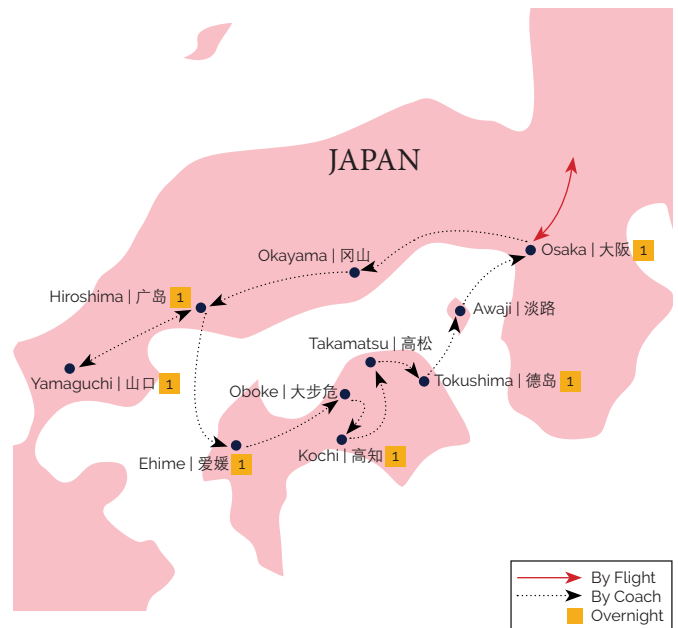 JAPAN
Osaka | 大阪 1
Okayama | 冈山
Hiroshima | 广岛 1
Awaji | 淡路
Takamatsu | 高松
Yamaguchi | 山口 1
Oboke | 大步危
Tokushima | 德岛 1
Kochi | 高知 1
Ehime | 爱媛 1
By Flight
By Coach
Overnight